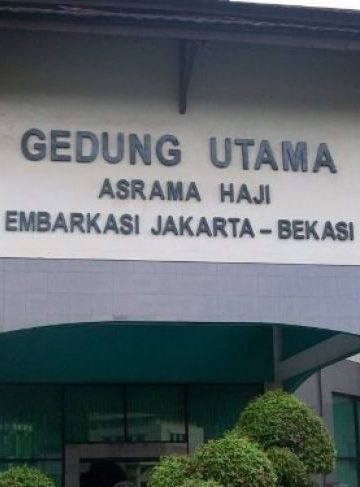 GEDUNG UTAMA
ASRAMA HAJI
EMBARKASI JAKARTA – BEKASI